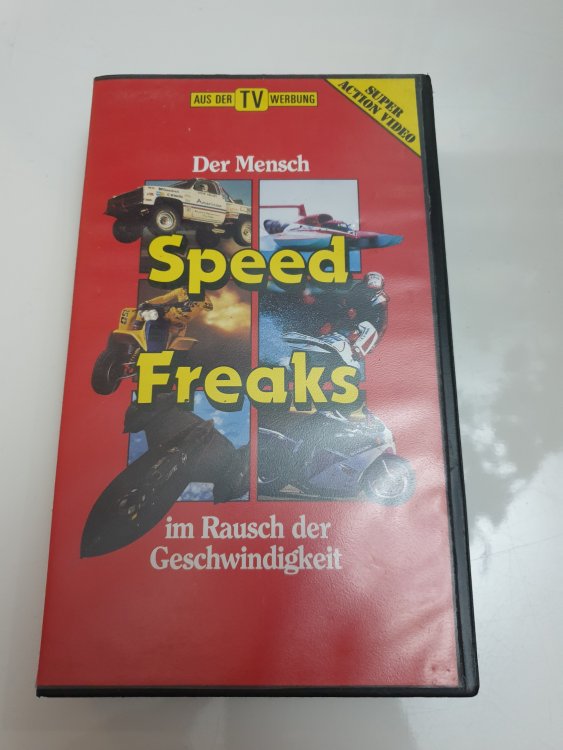 AUS DER TV WERBUNG
SUPER
ACTION VIDEO
Der Mensch
Speed
Freaks
im Rausch der
Geschwindigkeit